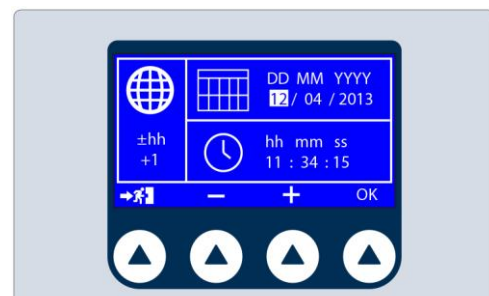 DD MM YYYY
12 / 04 / 2013
±hh
+1
hh mm ss
11 : 34 : 15
− + OK